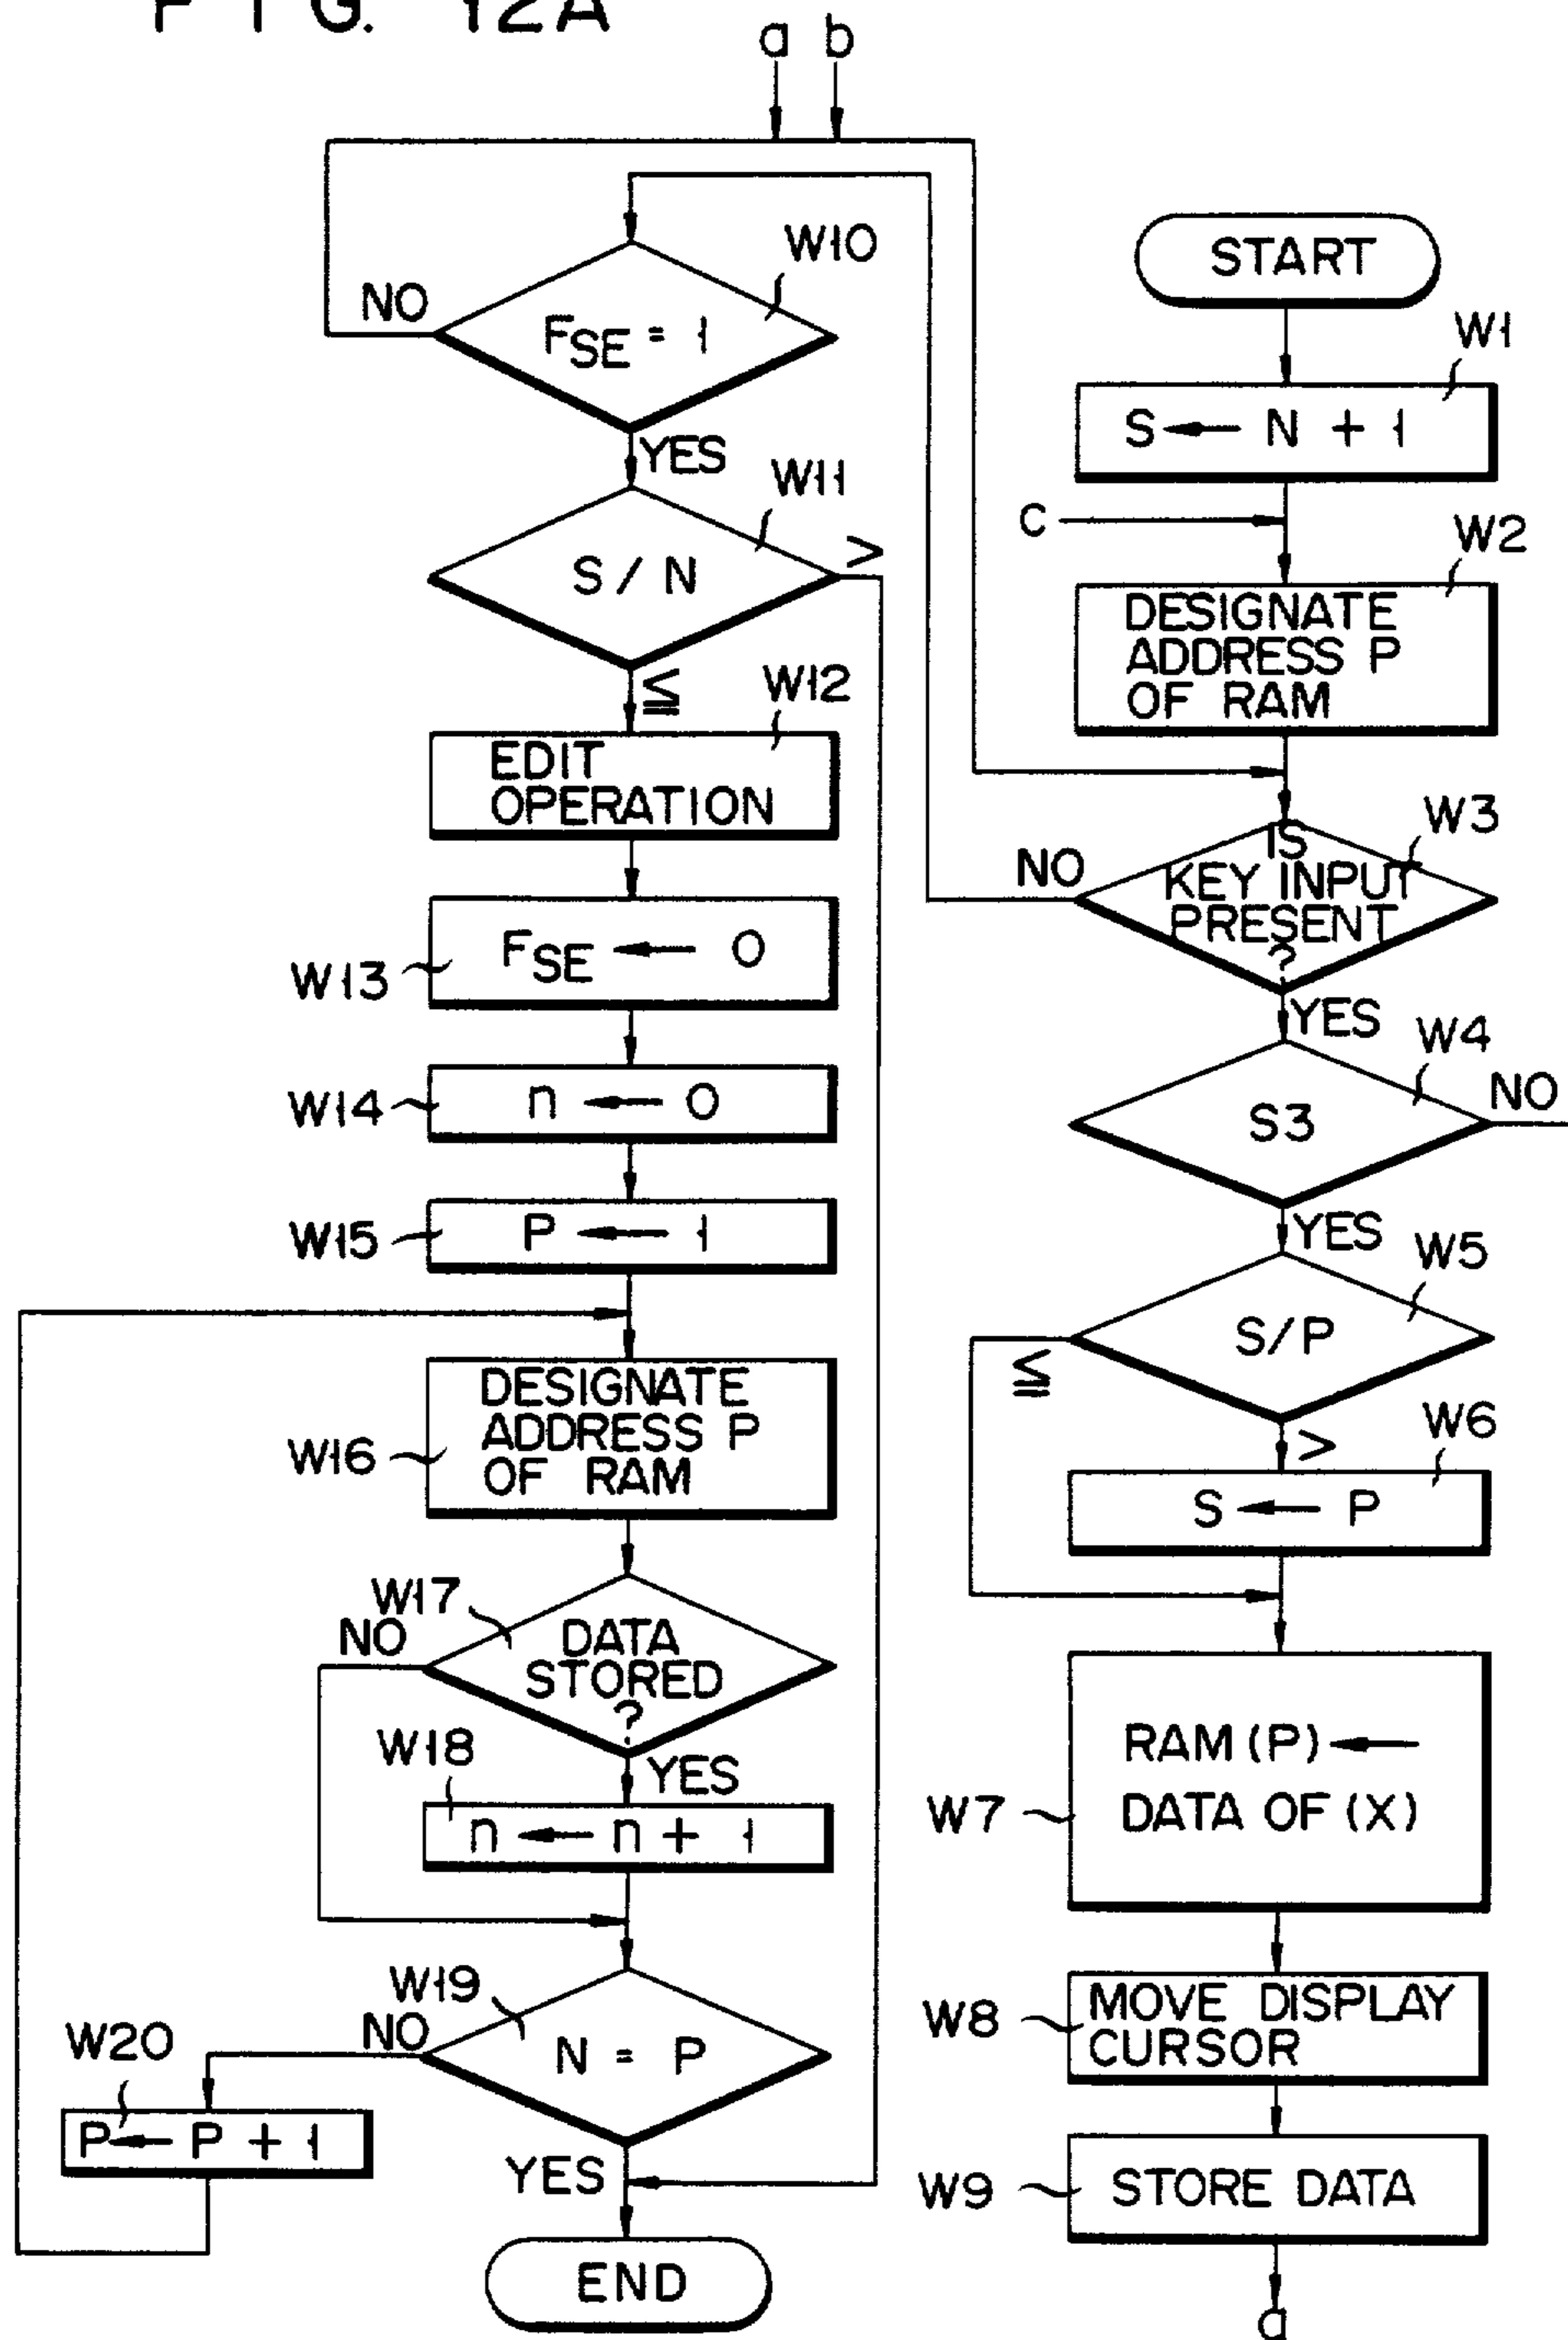 FIG. 12A
a b
START
W1
S ← N + 1
C
W2
DESIGNATE
ADDRESS P
OF RAM
W3
IS
KEY INPUT
PRESENT
?
NO
YES
W4
S3
NO
YES
W5
S/P
≦
>
W6
S ← P
W7
RAM (P) ←
DATA OF (X)
W8
MOVE DISPLAY
CURSOR
W9
STORE DATA
a
W10
FSE = 1
NO
YES
W11
S / N
>
≦
W12
EDIT
OPERATION
W13
FSE ← 0
W14
n ← 0
W15
P ← 1
W16
DESIGNATE
ADDRESS P
OF RAM
W17
DATA
STORED
?
NO
YES
W18
n ← n + 1
W19
N = P
NO
YES
W20
P ← P + 1
END